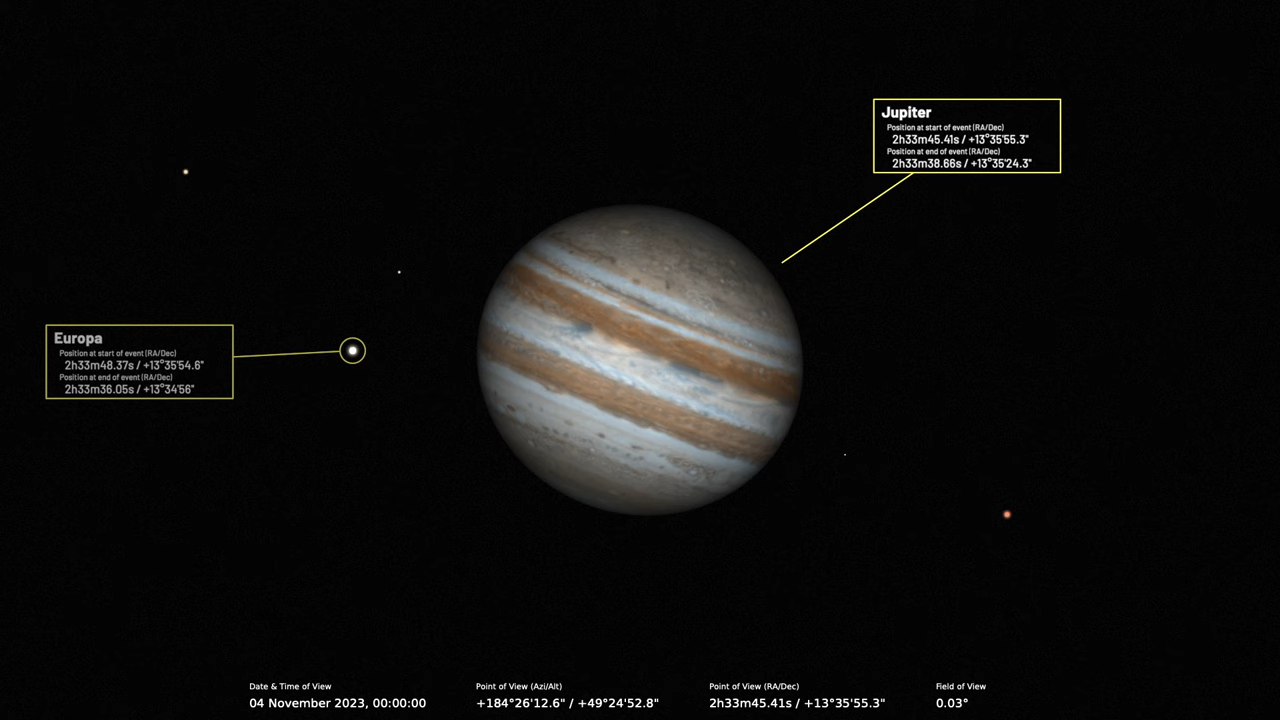 Jupiter
Position at start of event (RA/Dec)
2h33m45.41s / +13°35'55.3"
Position at end of event (RA/Dec)
2h33m38.66s / +13°35'24.3"
Europa
Position at start of event (RA/Dec)
2h33m48.37s / +13°35'54.6"
Position at end of event (RA/Dec)
2h33m36.05s / +13°34'56"
Date & Time of View
04 November 2023, 00:00:00
Point of View (Azi/Alt)
+184°26'12.6" / +49°24'52.8"
Point of View (RA/Dec)
2h33m45.41s / +13°35'55.3"
Field of View
0.03°